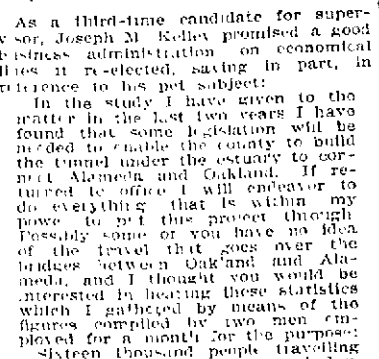 As a third-time candidate for super-
v sor, Joseph M Kelley promised a good
business administration on economical
lines if re-elected, saying in part, in
reference to his pet subject:
In the study I have given to the
matter in the last two years I have
found that some legislation will be
needed to enable the county to build
the tunnel under the estuary to con-
nect Alameda and Oakland. If re-
turned to office I will endeavor to
do everything that is within my
powe to put this project through
Possibly some of you have no idea
of the travel that goes over the
bridges between Oakland and Ala-
meda, and I thought you would be
interested in hearing these statistics
which I gathered by means of the
figures compiled by two men em-
ployed for a month for the purpose:
Sixteen thousand people travelling